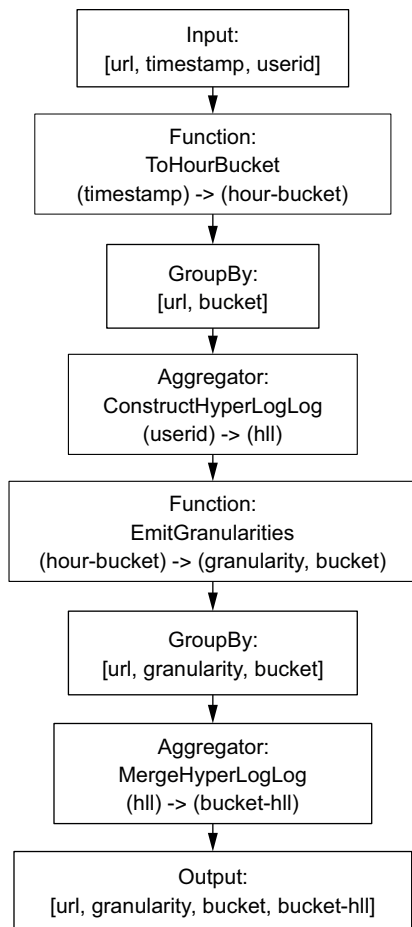 Input:
[url, timestamp, userid]
Function:
ToHourBucket
(timestamp) -> (hour-bucket)
GroupBy:
[url, bucket]
Aggregator:
ConstructHyperLogLog
(userid) -> (hll)
Function:
EmitGranularities
(hour-bucket) -> (granularity, bucket)
GroupBy:
[url, granularity, bucket]
Aggregator:
MergeHyperLogLog
(hll) -> (bucket-hll)
Output:
[url, granularity, bucket, bucket-hll]